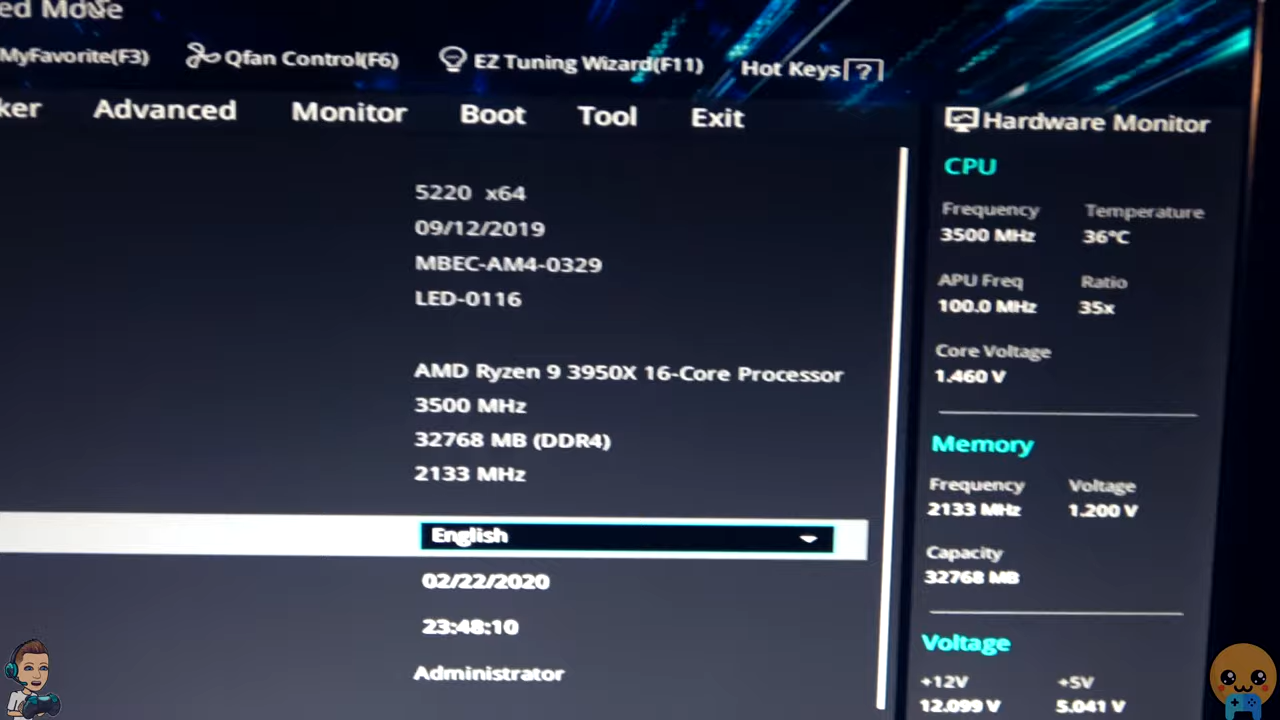 ed Mode
MyFavorite(F3) Qfan Control(F6) EZ Tuning Wizard(F11) Hot Keys ?
ker Advanced Monitor Boot Tool Exit
5220 x64
09/12/2019
MBEC-AM4-0329
LED-0116
AMD Ryzen 9 3950X 16-Core Processor
3500 MHz
32768 MB (DDR4)
2133 MHz
English
02/22/2020
23:48:10
Administrator
Hardware Monitor
CPU
Frequency Temperature
3500 MHz 36°C
APU Freq Ratio
100.0 MHz 35x
Core Voltage
1.460 V
Memory
Frequency Voltage
2133 MHz 1.200 V
Capacity
32768 MB
Voltage
+12V +5V
12.099 V 5.041 V